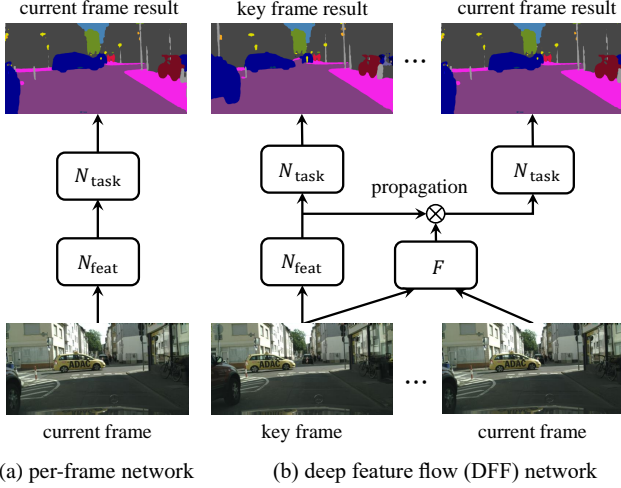 current frame result
key frame result
current frame result
...
N_task
N_task
N_task
propagation
N_feat
N_feat
F
ADAC
ADAC
ADAC
...
current frame
key frame
current frame
(a) per-frame network
(b) deep feature flow (DFF) network